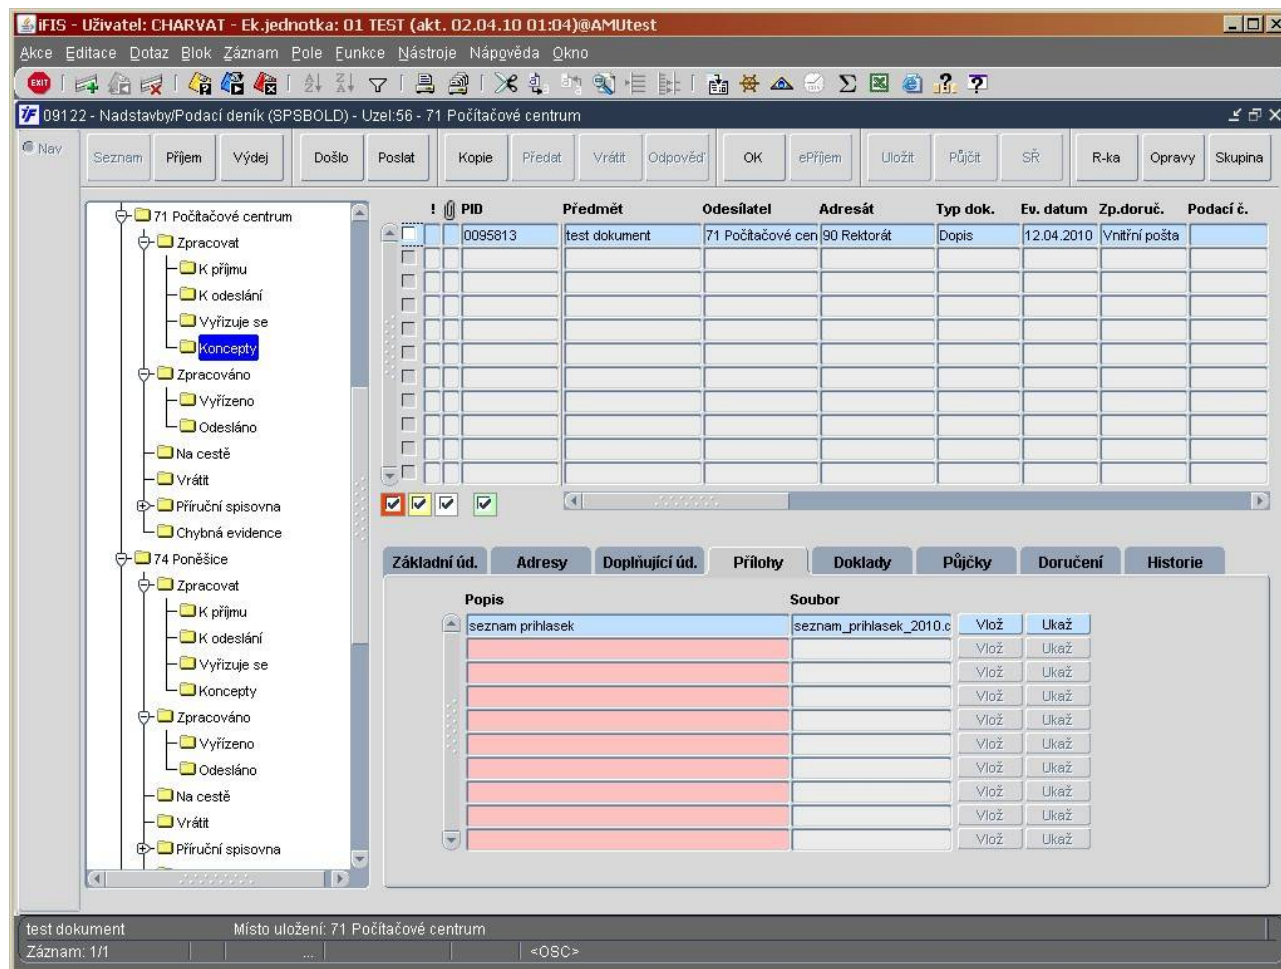 iFIS - Uživatel: CHARVAT - Ek.jednotka: 01 TEST (akt. 02.04.10 01:04)@AMUtest
Akce Editace Dotaz Blok Záznam Pole Funkce Nástroje Nápověda Okno
EXIT
09122 - Nadstavby/Podací deník (SPSBOLD) - Uzel:56 - 71 Počítačové centrum
Nav Seznam Příjem Výdej Došlo Poslat Kopie Předat Vrátit Odpověď OK ePříjem Uložit Půjčit SŘ R-ka Opravy Skupina
71 Počítačové centrum
Zpracovat
K příjmu
K odeslání
Vyřizuje se
Koncepty
Zpracováno
Vyřízeno
Odesláno
Na cestě
Vrátit
Příruční spisovna
Chybná evidence
74 Poněšice
Zpracovat
K příjmu
K odeslání
Vyřizuje se
Koncepty
Zpracováno
Vyřízeno
Odesláno
Na cestě
Vrátit
Příruční spisovna
! PID Předmět Odesílatel Adresát Typ dok. Ev. datum Zp.doruč. Podací č.
0095813 test dokument 71 Počítačové cen 90 Rektorát Dopis 12.04.2010 Vnitřní pošta
Základní úd. Adresy Doplňující úd. Přílohy Doklady Půjčky Doručení Historie
Popis Soubor
seznam prihlasek seznam_prihlasek_2010.c Vlož Ukaž
Vlož Ukaž
Vlož Ukaž
Vlož Ukaž
Vlož Ukaž
Vlož Ukaž
Vlož Ukaž
Vlož Ukaž
Vlož Ukaž
Vlož Ukaž
test dokument Místo uložení: 71 Počítačové centrum
Záznam: 1/1 ... <OSC>